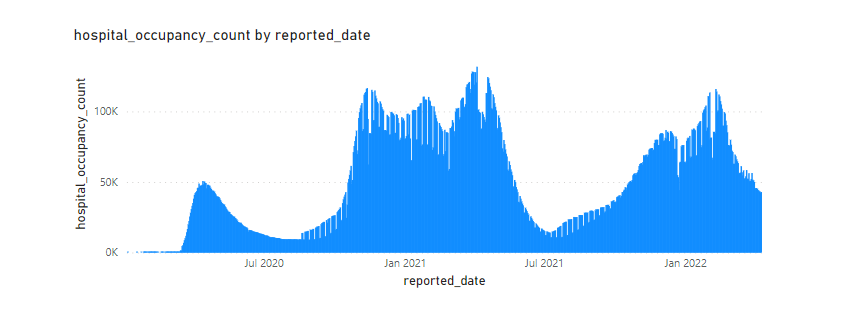 hospital_occupancy_count by reported_date
hospital_occupancy_count
100K
50K
0K
Jul 2020
Jan 2021
Jul 2021
Jan 2022
reported_date